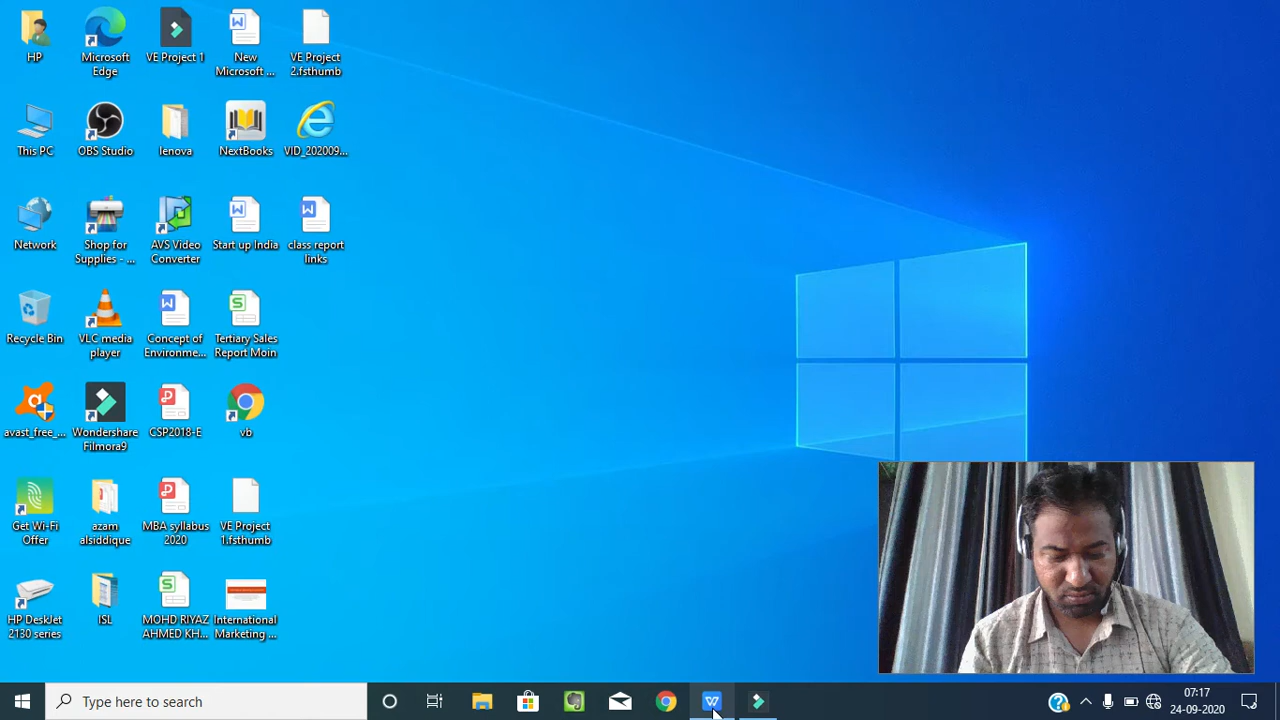 HP
Microsoft
Edge
VE Project 1
New
Microsoft ...
VE Project
2.fsthumb
This PC
OBS Studio
lenova
NextBooks
VID_202009...
Network
Shop for
Supplies - ...
AVS Video
Converter
Start up India
class report
links
Recycle Bin
VLC media
player
Concept of
Environme...
Tertiary Sales
Report Moin
avast_free_...
Wondershare
Filmora9
CSP2018-E
vb
Get Wi-Fi
Offer
azam
alsiddique
MBA syllabus
2020
VE Project
1.fsthumb
HP DeskJet
2130 series
ISL
MOHD RIYAZ
AHMED KH...
International
Marketing ...
Type here to search
07:17
24-09-2020